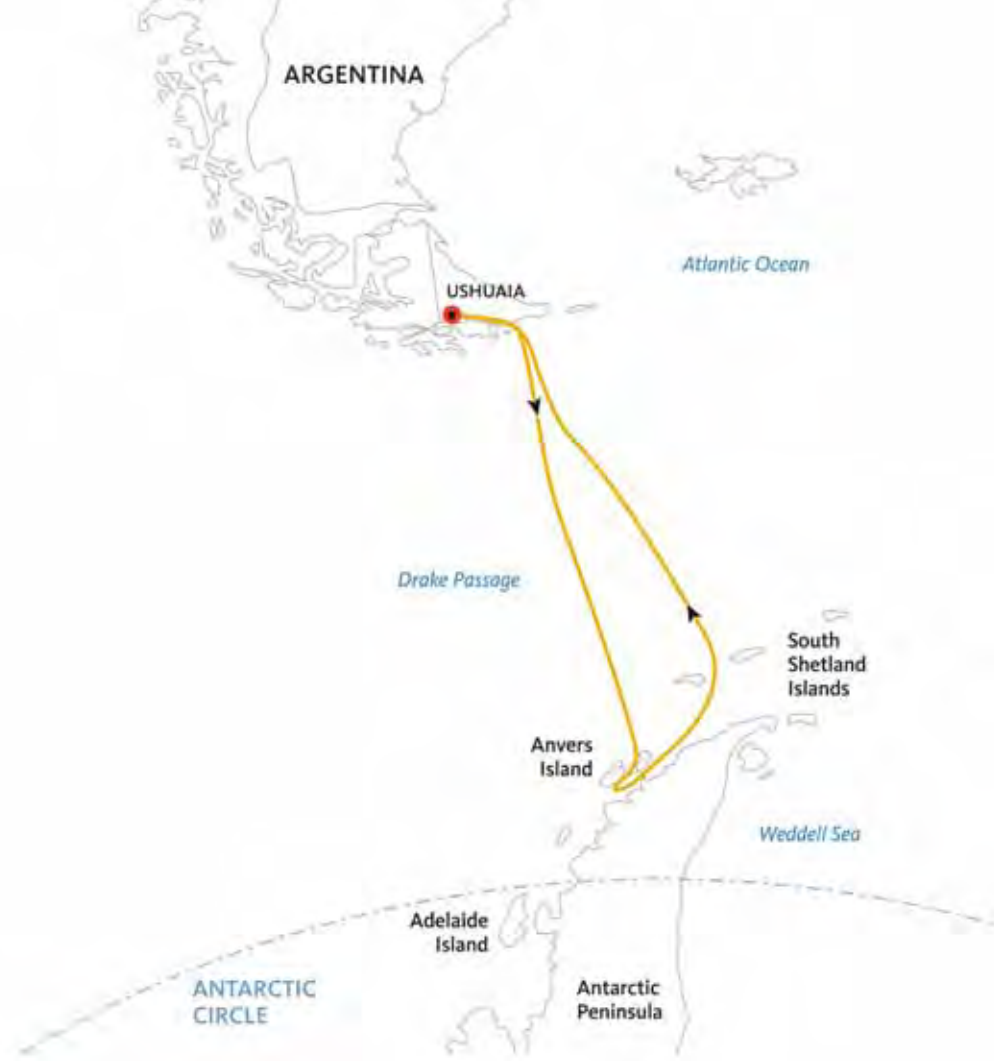 ARGENTINA
Atlantic Ocean
USHUAIA
Drake Passage
South
Shetland
Islands
Anvers
Island
Weddell Sea
Adelaide
Island
ANTARCTIC
CIRCLE
Antarctic
Peninsula